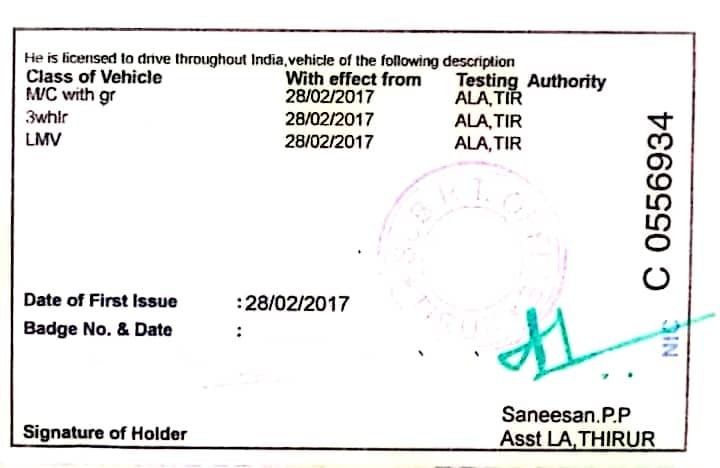 He is licensed to drive throughout India,vehicle of the following description
Class of Vehicle With effect from Testing Authority
M/C with gr 28/02/2017 ALA,TIR
3whlr 28/02/2017 ALA,TIR
LMV 28/02/2017 ALA,TIR
C 0556934
NIC
Date of First Issue :28/02/2017
Badge No. & Date :
Saneesan.P.P
Signature of Holder Asst LA,THIRUR